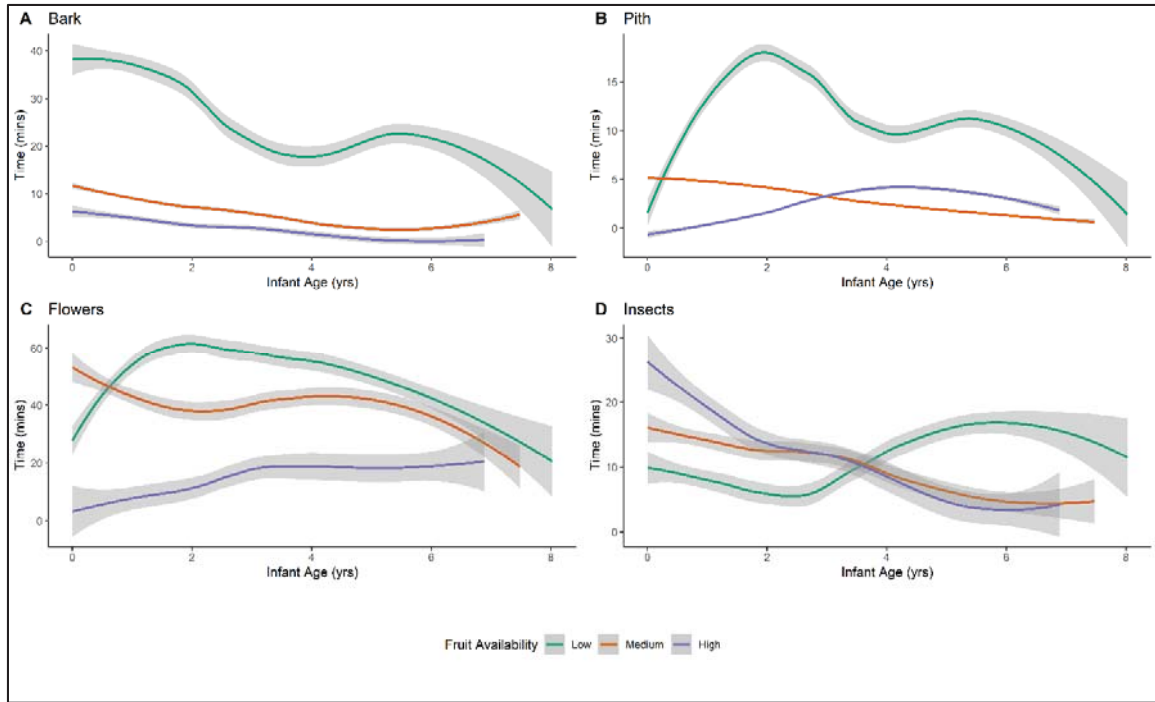 A Bark
40
30
20
10
0
Time (mins)
0 2 4 6 8
Infant Age (yrs)
B Pith
15
10
5
0
Time (mins)
0 2 4 6 8
Infant Age (yrs)
C Flowers
60
40
20
0
Time (mins)
0 2 4 6 8
Infant Age (yrs)
D Insects
30
20
10
0
Time (mins)
0 2 4 6 8
Infant Age (yrs)
Fruit Availability Low Medium High